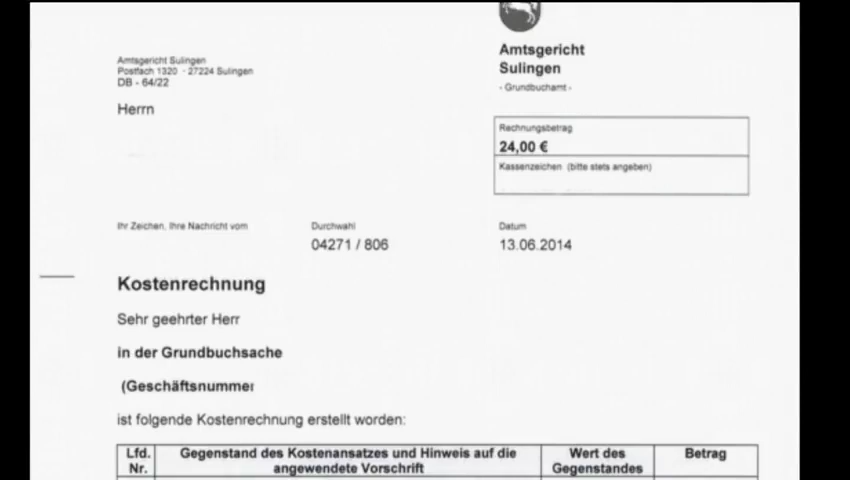 Amtsgericht Sulingen
Postfach 1320 - 27224 Sulingen
DB - 64/22
Herrn
Amtsgericht
Sulingen
- Grundbuchamt -
Rechnungsbetrag
24,00 €
Kassenzeichen (bitte stets angeben)
Ihr Zeichen, Ihre Nachricht vom
Durchwahl
04271 / 806
Datum
13.06.2014
Kostenrechnung
Sehr geehrter Herr
in der Grundbuchsache
(Geschäftsnummer
ist folgende Kostenrechnung erstellt worden:
Lfd. Nr.
Gegenstand des Kostenansatzes und Hinweis auf die
angewendete Vorschrift
Wert des
Gegenstandes
Betrag